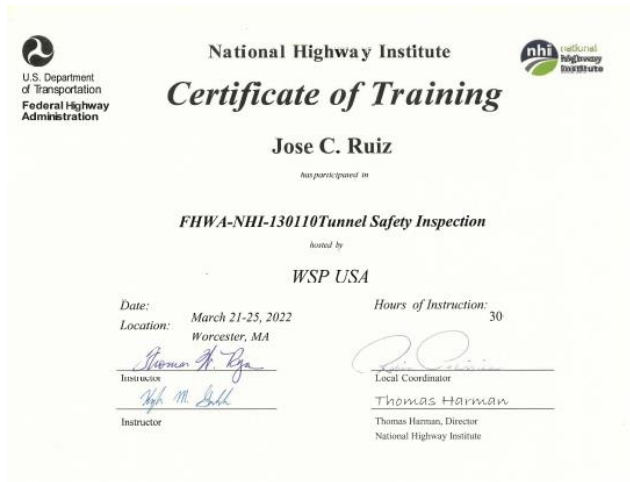 U.S. Department
of Transportation
Federal Highway
Administration
National Highway Institute
nhi national
highway
institute
Certificate of Training
Jose C. Ruiz
has participated in
FHWA-NHI-130110Tunnel Safety Inspection
hosted by
WSP USA
Date:
March 21-25, 2022
Location:
Worcester, MA
Hours of Instruction:
30
Instructor
Local Coordinator
Instructor
Thomas Harman
Thomas Harman, Director
National Highway Institute